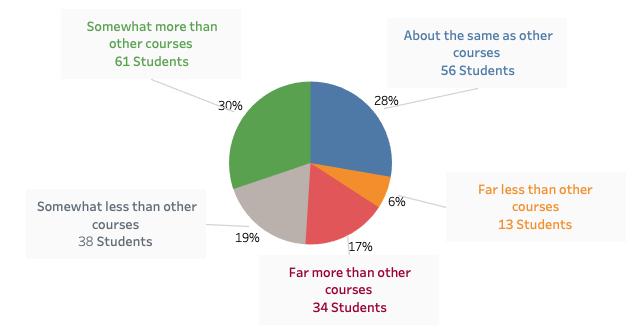 Somewhat more than
other courses
61 Students
About the same as other
courses
56 Students
30%
28%
Far less than other
courses
13 Students
6%
Somewhat less than other
courses
38 Students
19%
17%
Far more than other
courses
34 Students